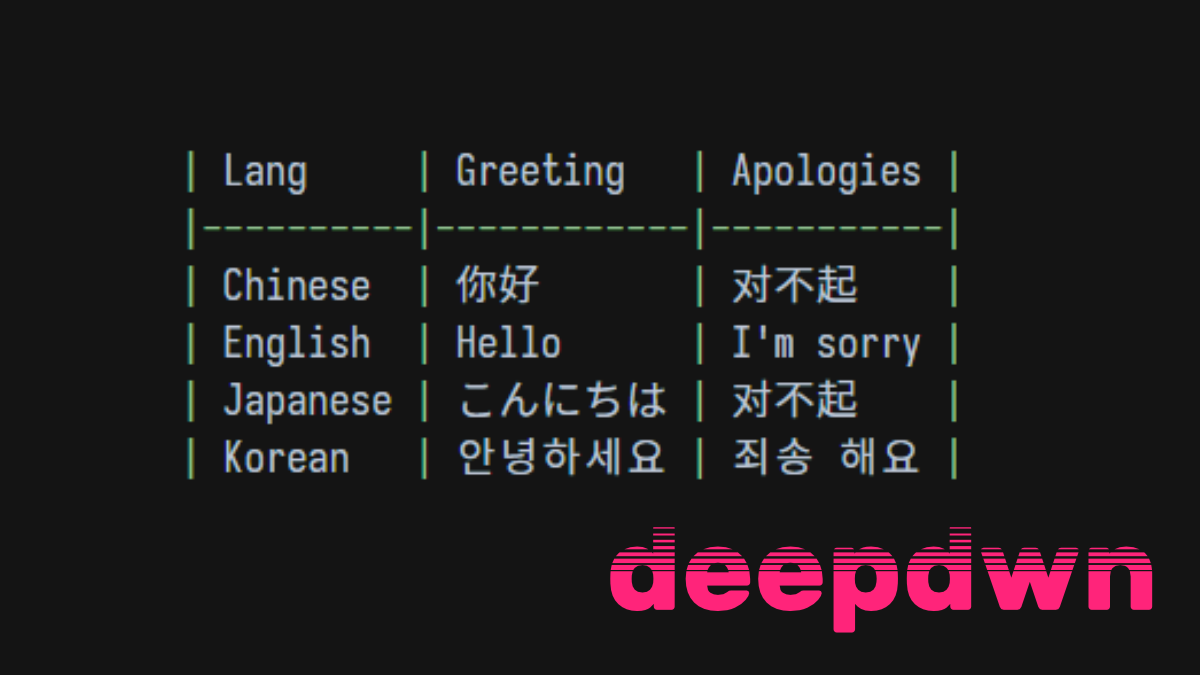 | Lang     | Greeting   | Apologies |
|----------|------------|-----------|
| Chinese  | 你好       | 对不起    |
| English  | Hello      | I'm sorry |
| Japanese | こんにちは | 对不起    |
| Korean   | 안녕하세요 | 죄송 해요 |
deepdwn